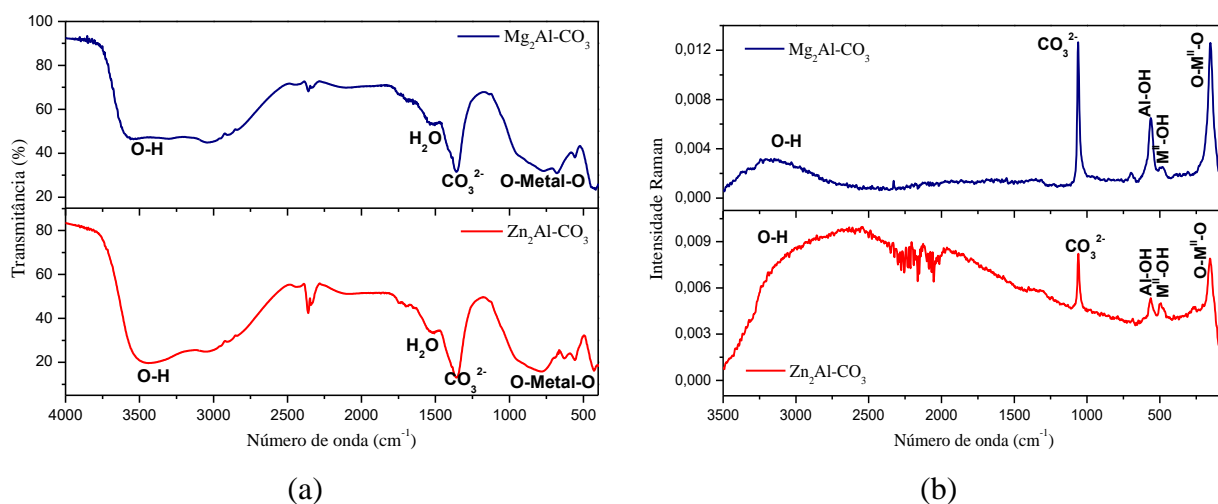 100
80
60
40
20
Mg₂Al-CO₃
O-H
H₂O
CO₃²⁻
O-Metal-O
80
60
40
20
0
Zn₂Al-CO₃
O-H
H₂O
CO₃²⁻
O-Metal-O
4000 3500 3000 2500 2000 1500 1000 500
Número de onda (cm⁻¹)
Transmitância (%)
(a)
0,012
0,008
0,004
0,000
Mg₂Al-CO₃
O-H
CO₃²⁻
Al-OH
Mᴵᴵ-OH
O-Mᴵᴵ-O
0,009
0,006
0,003
0,000
O-H
CO₃²⁻
Al-OH
Mᴵᴵ-OH
O-Mᴵᴵ-O
Zn₂Al-CO₃
3500 3000 2500 2000 1500 1000 500
Número de onda (cm⁻¹)
Intensidade Raman
(b)